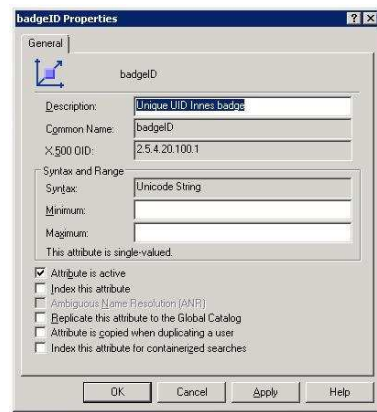 badgeID Properties
General
badgeID
Description: Unique UID Innes badge
Common Name: badgeID
X.500 OID: 2.5.4.20.100.1
Syntax and Range
Syntax: Unicode String
Minimum:
Maximum:
This attribute is single-valued.
Attribute is active
Index this attribute
Ambiguous Name Resolution (ANR)
Replicate this attribute to the Global Catalog
Attribute is copied when duplicating a user
Index this attribute for containerized searches
OK Cancel Apply Help